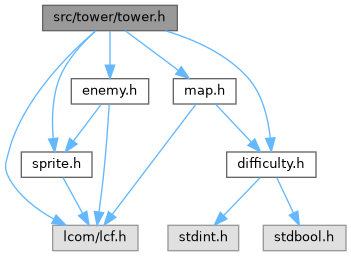 src/tower/tower.h
enemy.h
map.h
sprite.h
difficulty.h
lcom/lcf.h
stdint.h
stdbool.h